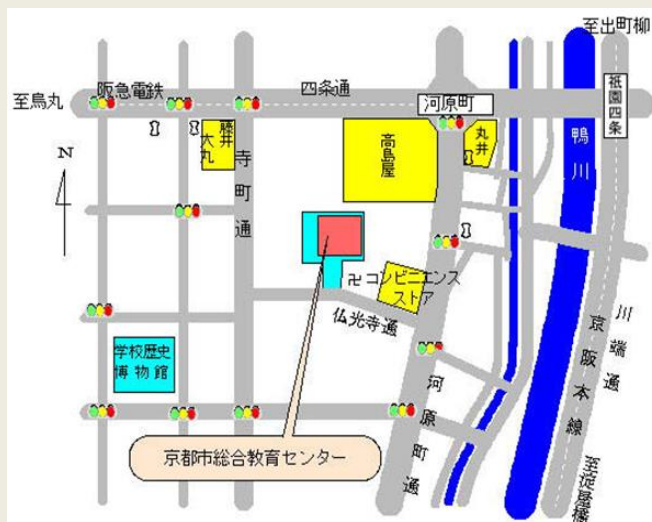 至出町柳
阪急電鉄
四条通
至烏丸
河原町
祇園四条
藤井
大丸
高島屋
丸井
鴨川
N
寺町通
卍
コンビニエンス
ストア
仏光寺通
学校歴史
博物館
河原町通
京阪本線
川端通
京都市総合教育センター
至淀屋橋